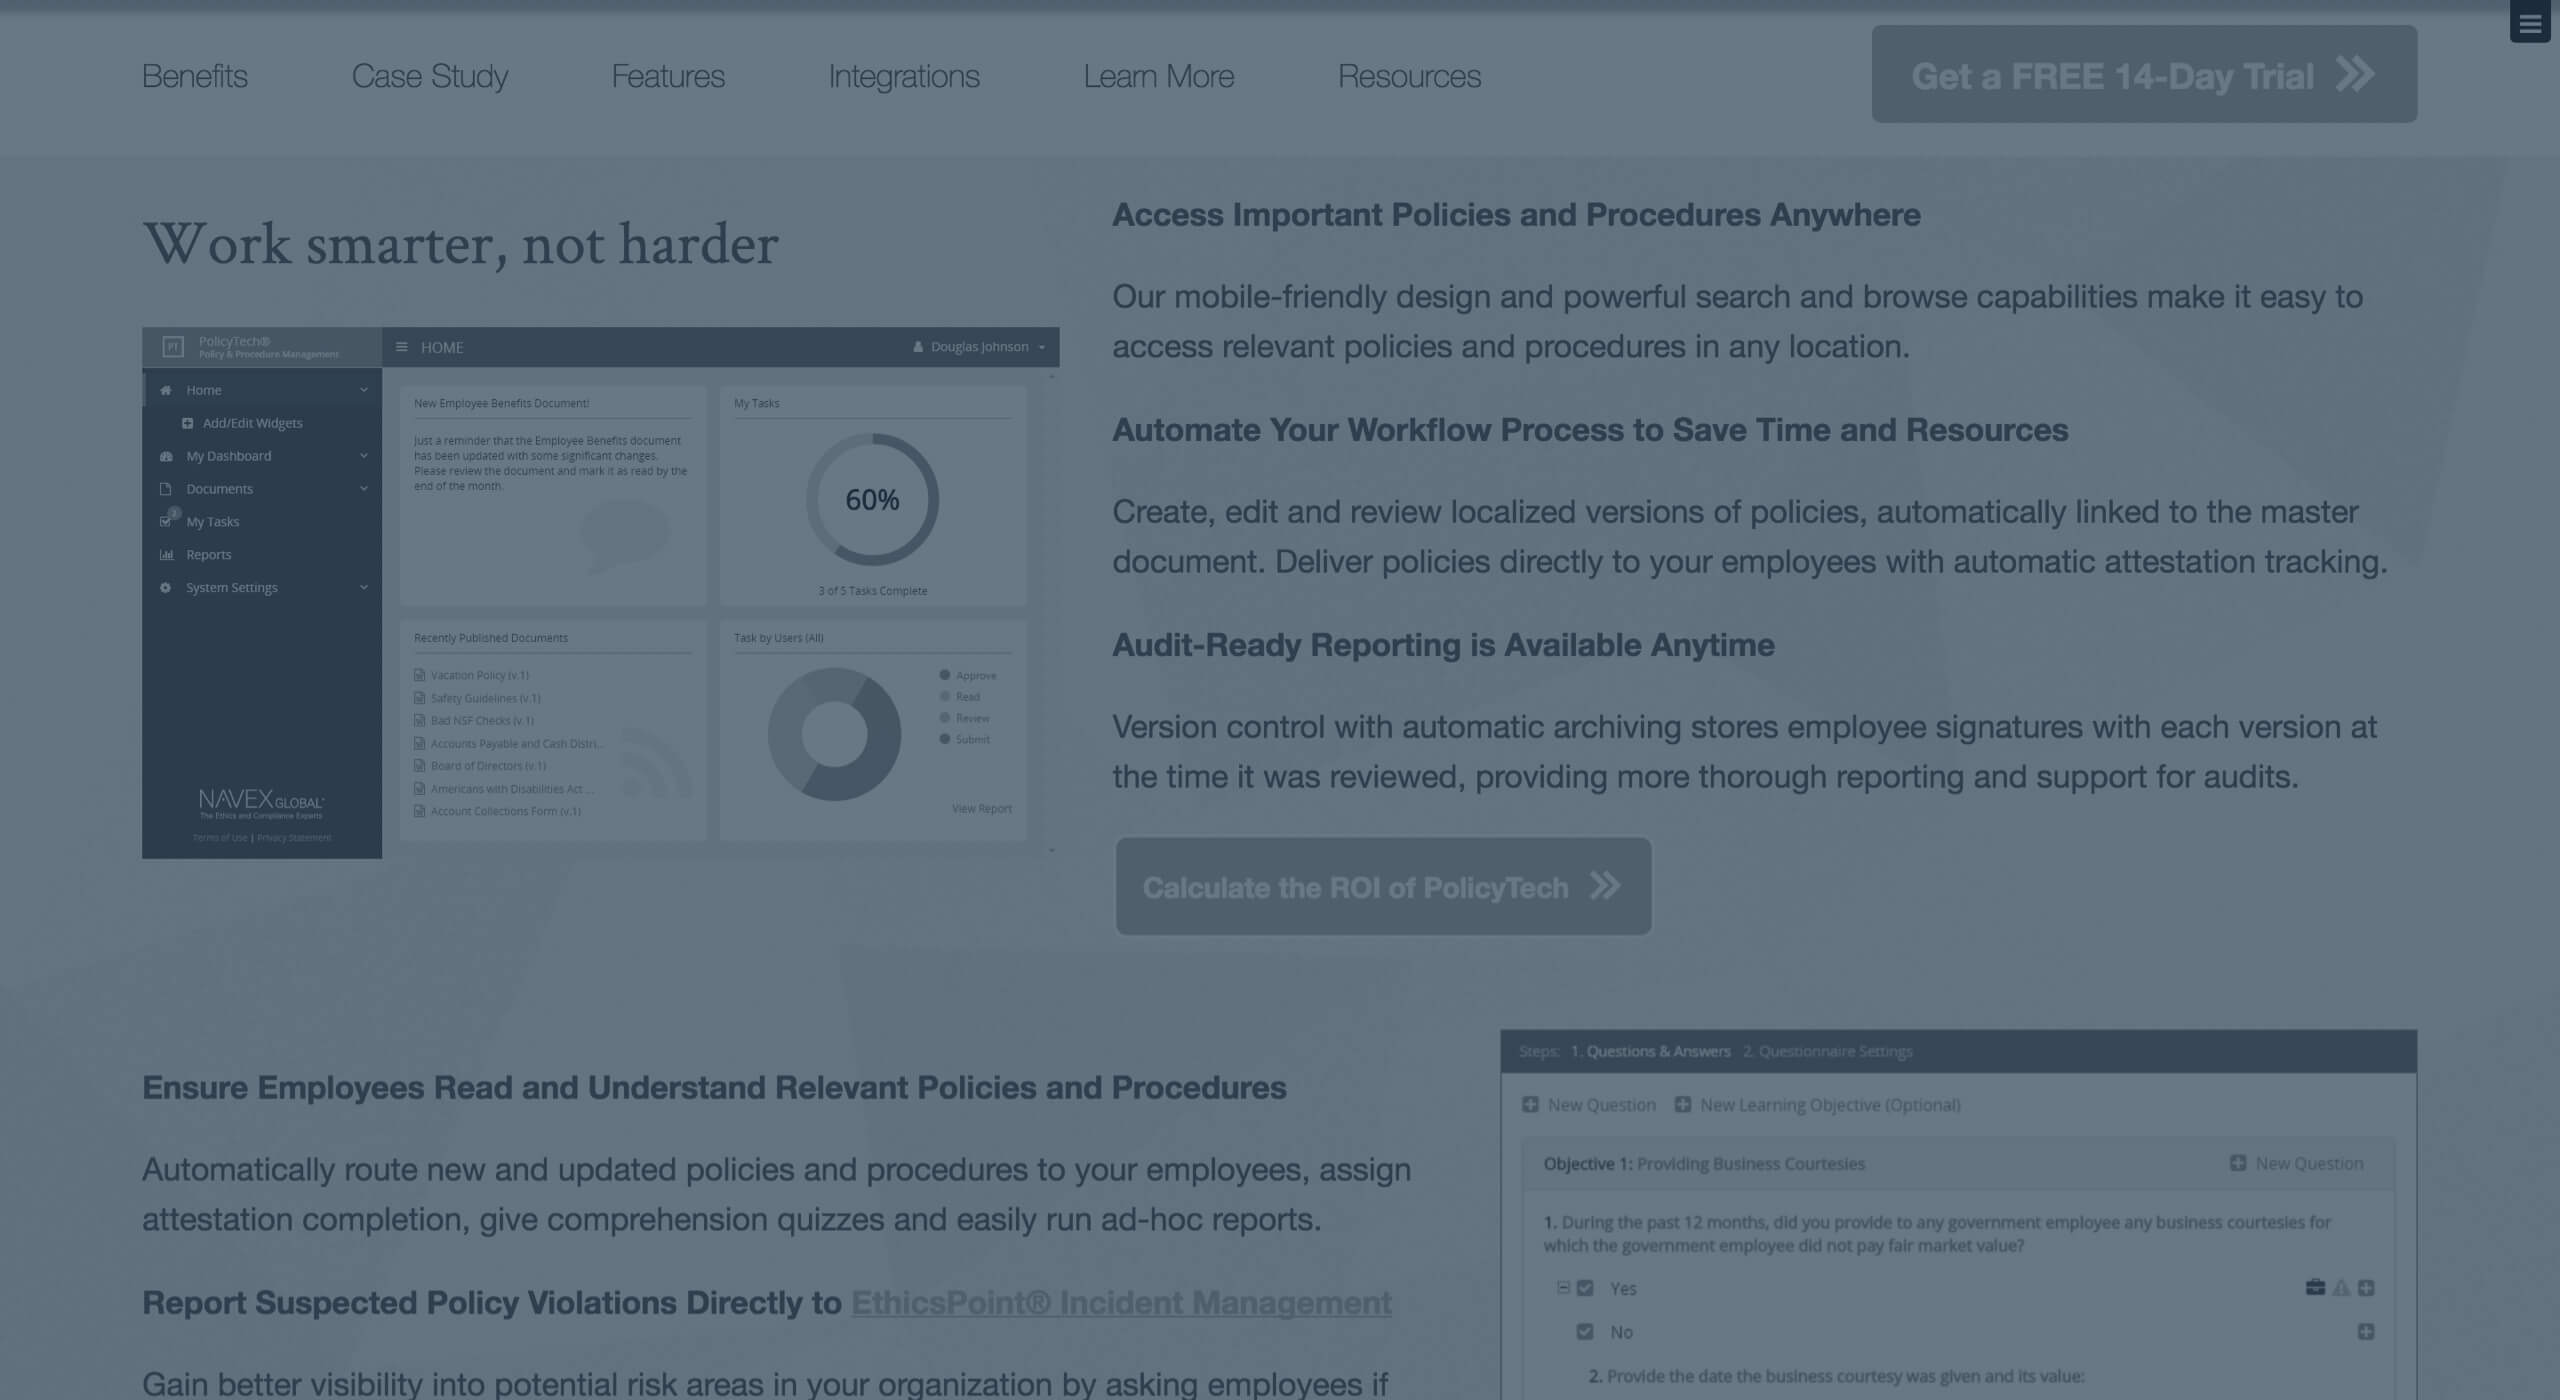 Benefits Case Study Features Integrations Learn More Resources Get a FREE 14-Day Trial
Work smarter, not harder
PT PolicyTech®
Policy & Procedure Management
HOME
Douglas Johnson
Home
Add/Edit Widgets
My Dashboard
Documents
3
My Tasks
Reports
System Settings
NAVEX GLOBAL
The Ethics and Compliance Experts
Terms of Use | Privacy Statement
New Employee Benefits Document!
Just a reminder that the Employee Benefits document
has been updated with some significant changes.
Please review the document and mark it as read by the
end of the month.
My Tasks
60%
3 of 5 Tasks Complete
Recently Published Documents
Vacation Policy (v.1)
Safety Guidelines (v.1)
Bad NSF Checks (v.1)
Accounts Payable and Cash Distri...
Board of Directors (v.1)
Americans with Disabilities Act ...
Account Collections Form (v.1)
Task by Users (All)
Approve
Read
Review
Submit
View Report
Access Important Policies and Procedures Anywhere
Our mobile-friendly design and powerful search and browse capabilities make it easy to
access relevant policies and procedures in any location.
Automate Your Workflow Process to Save Time and Resources
Create, edit and review localized versions of policies, automatically linked to the master
document. Deliver policies directly to your employees with automatic attestation tracking.
Audit-Ready Reporting is Available Anytime
Version control with automatic archiving stores employee signatures with each version at
the time it was reviewed, providing more thorough reporting and support for audits.
Calculate the ROI of PolicyTech
Ensure Employees Read and Understand Relevant Policies and Procedures
Automatically route new and updated policies and procedures to your employees, assign
attestation completion, give comprehension quizzes and easily run ad-hoc reports.
Report Suspected Policy Violations Directly to EthicsPoint® Incident Management
Gain better visibility into potential risk areas in your organization by asking employees if
Steps: 1. Questions & Answers 2. Questionnaire Settings
New Question New Learning Objective (Optional)
Objective 1: Providing Business Courtesies New Question
1. During the past 12 months, did you provide to any government employee any business courtesies for
which the government employee did not pay fair market value?
Yes
No
2. Provide the date the business courtesy was given and its value: